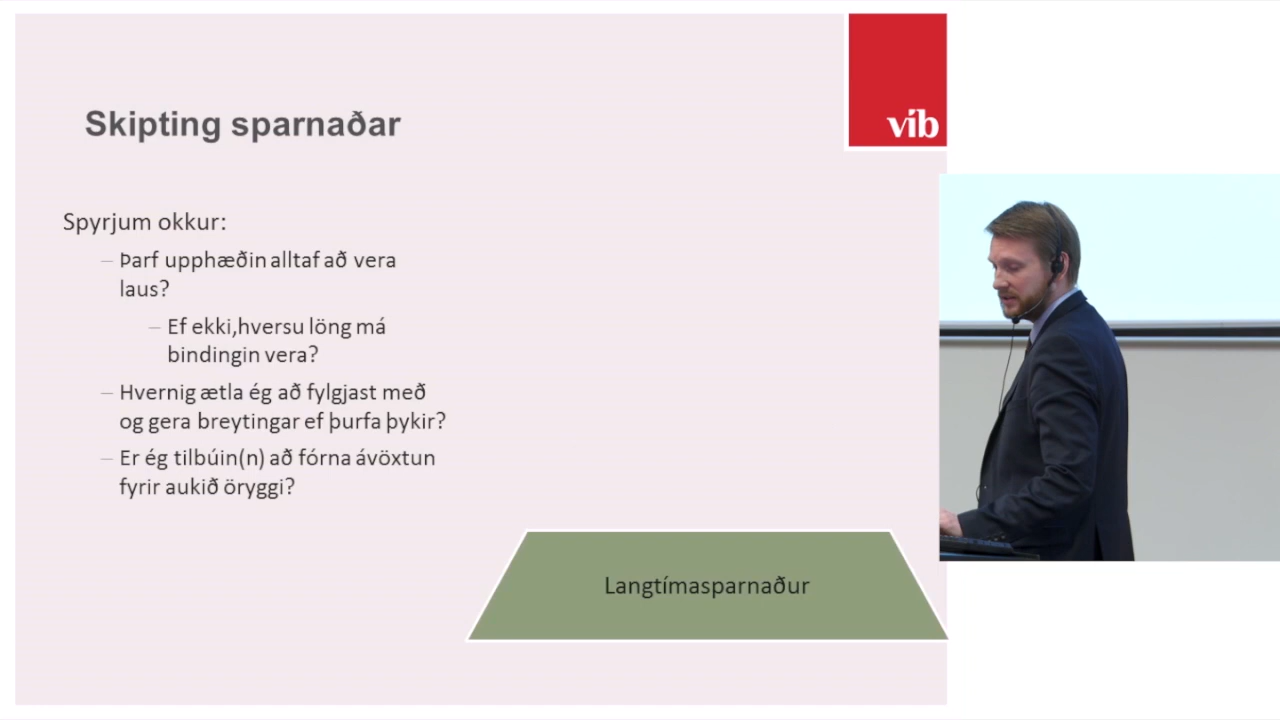 víb
Skipting sparnaðar
Spyrjum okkur:
– Þarf upphæðin alltaf að vera
laus?
– Ef ekki,hversu löng má
bindingin vera?
– Hvernig ætla ég að fylgjast með
og gera breytingar ef þurfa þykir?
– Er ég tilbúin(n) að fórna ávöxtun
fyrir aukið öryggi?
Langtímasparnaður